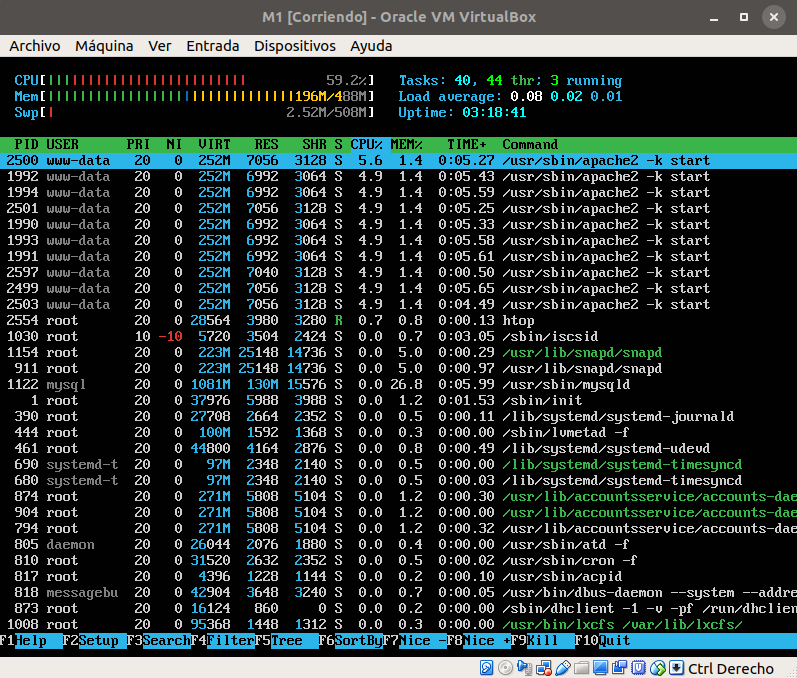 M1 [Corriendo] - Oracle VM VirtualBox
Archivo Máquina Ver Entrada Dispositivos Ayuda
CPU[||||||||||||||||||||||||| 59.2%] Tasks: 40, 44 thr; 3 running
Mem[|||||||||||||||||||||||||||||||196M/488M] Load average: 0.08 0.02 0.01
Swp[| 2.52M/508M] Uptime: 03:18:41
PID USER PRI NI VIRT RES SHR S CPU% MEM% TIME+ Command
2500 www-data 20 0 252M 7056 3128 S 5.6 1.4 0:05.27 /usr/sbin/apache2 -k start
1992 www-data 20 0 252M 6992 3064 S 4.9 1.4 0:05.43 /usr/sbin/apache2 -k start
1994 www-data 20 0 252M 6992 3064 S 4.9 1.4 0:05.59 /usr/sbin/apache2 -k start
2501 www-data 20 0 252M 7056 3128 S 4.9 1.4 0:05.25 /usr/sbin/apache2 -k start
1990 www-data 20 0 252M 6992 3064 S 4.9 1.4 0:05.33 /usr/sbin/apache2 -k start
1993 www-data 20 0 252M 6992 3064 S 4.9 1.4 0:05.58 /usr/sbin/apache2 -k start
1991 www-data 20 0 252M 6992 3064 S 4.9 1.4 0:05.61 /usr/sbin/apache2 -k start
2597 www-data 20 0 252M 7040 3128 S 4.9 1.4 0:00.50 /usr/sbin/apache2 -k start
2499 www-data 20 0 252M 7056 3128 S 4.9 1.4 0:05.65 /usr/sbin/apache2 -k start
2503 www-data 20 0 252M 7056 3128 S 4.9 1.4 0:04.49 /usr/sbin/apache2 -k start
2554 root 20 0 28564 3980 3280 R 0.7 0.8 0:00.13 htop
1030 root 10 -10 5720 3504 2424 S 0.0 0.7 0:03.05 /sbin/iscsid
1154 root 20 0 223M 25148 14736 S 0.0 5.0 0:00.29 /usr/lib/snapd/snapd
911 root 20 0 223M 25148 14736 S 0.0 5.0 0:00.97 /usr/lib/snapd/snapd
1122 mysql 20 0 1081M 130M 15576 S 0.0 26.8 0:05.99 /usr/sbin/mysqld
1 root 20 0 37976 5988 3988 S 0.0 1.2 0:01.53 /sbin/init
390 root 20 0 27708 2664 2352 S 0.0 0.5 0:00.11 /lib/systemd/systemd-journald
444 root 20 0 100M 1592 1368 S 0.0 0.3 0:00.00 /sbin/lvmetad -f
461 root 20 0 44800 4164 2876 S 0.0 0.8 0:00.49 /lib/systemd/systemd-udevd
690 systemd-t 20 0 97M 2348 2140 S 0.0 0.5 0:00.00 /lib/systemd/systemd-timesyncd
680 systemd-t 20 0 97M 2348 2140 S 0.0 0.5 0:00.03 /lib/systemd/systemd-timesyncd
874 root 20 0 271M 5808 5104 S 0.0 1.2 0:00.30 /usr/lib/accountsservice/accounts-dae
904 root 20 0 271M 5808 5104 S 0.0 1.2 0:00.00 /usr/lib/accountsservice/accounts-dae
794 root 20 0 271M 5808 5104 S 0.0 1.2 0:00.32 /usr/lib/accountsservice/accounts-dae
805 daemon 20 0 26044 2076 1880 S 0.0 0.4 0:00.00 /usr/sbin/atd -f
810 root 20 0 31520 2632 2352 S 0.0 0.5 0:00.06 /usr/sbin/cron -f
817 root 20 0 4396 1228 1144 S 0.0 0.2 0:00.10 /usr/sbin/acpid
818 messagebu 20 0 42904 3648 3240 S 0.0 0.7 0:00.05 /usr/bin/dbus-daemon --system --addre
873 root 20 0 16124 860 0 S 0.0 0.2 0:00.00 /sbin/dhclient -1 -v -pf /run/dhclien
1008 root 20 0 95368 1448 1312 S 0.0 0.3 0:00.00 /usr/bin/lxcfs /var/lib/lxcfs/
F1Help F2Setup F3SearchF4FilterF5Tree F6SortByF7Nice -F8Nice +F9Kill F10Quit
Ctrl Derecho